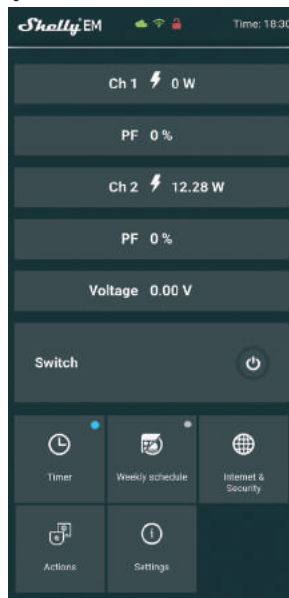 Shelly EM Time: 18:30
Ch 1 0 W
PF 0 %
Ch 2 12.28 W
PF 0 %
Voltage 0.00 V
Switch
Timer Weekly schedule Internet &
Security
Actions Settings